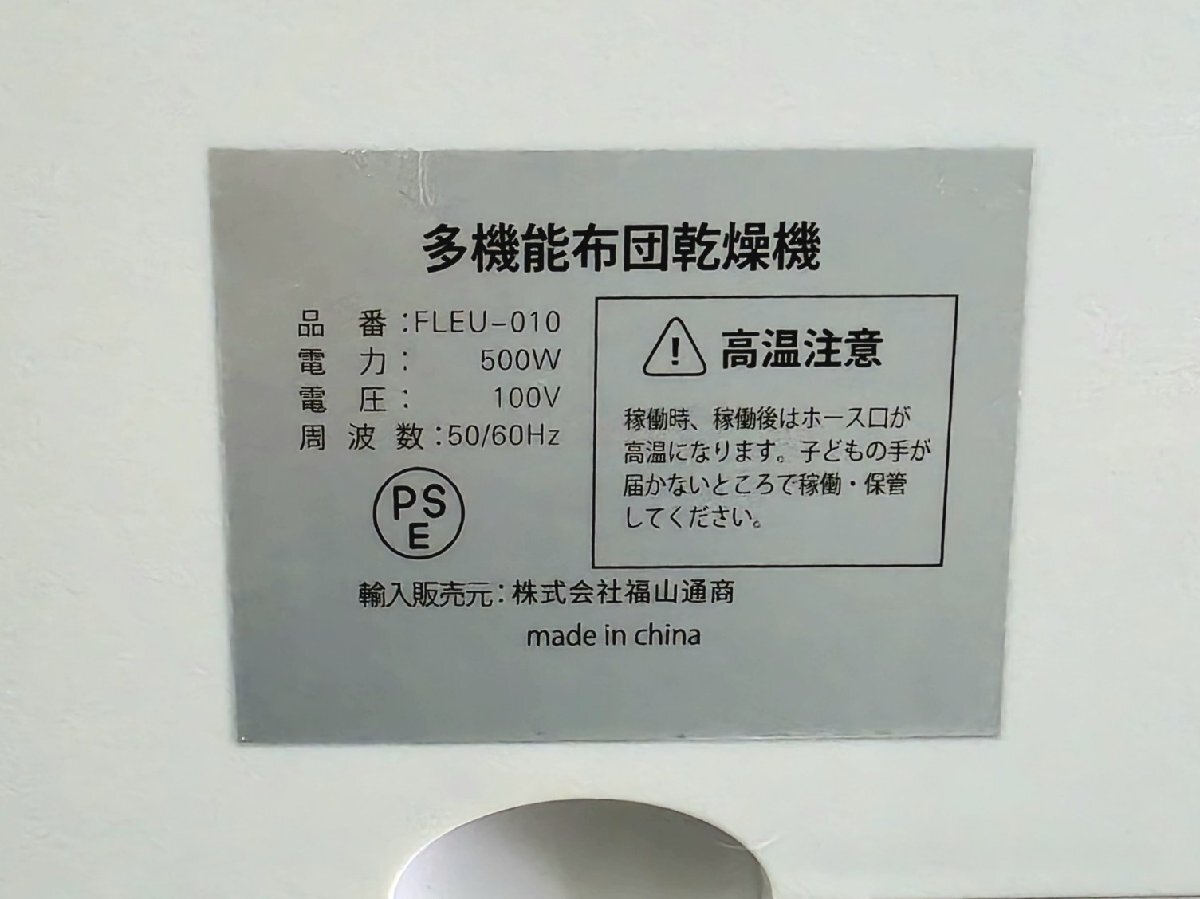 多機能布団乾燥機
品番:FLEU-010
電力: 500W
電圧: 100V
周波数:50/60Hz
PS
E
高温注意
稼働時、稼働後はホース口が
高温になります。子どもの手が
届かないところで稼働・保管
してください。
輸入販売元:株式会社福山通商
made in china